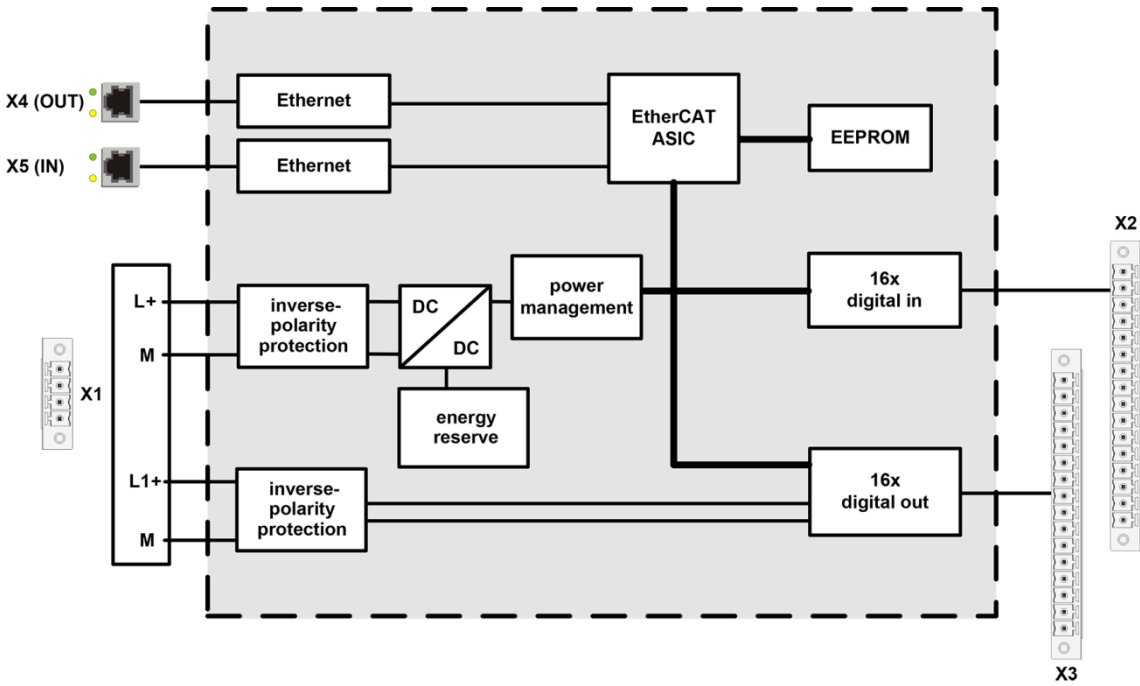 X4 (OUT)
Ethernet
EtherCAT
ASIC
EEPROM
X5 (IN)
Ethernet
X2
L+
inverse-
polarity
protection
DC
DC
power
management
16x
digital in
M
X1
energy
reserve
L1+
inverse-
polarity
protection
16x
digital out
M
X3